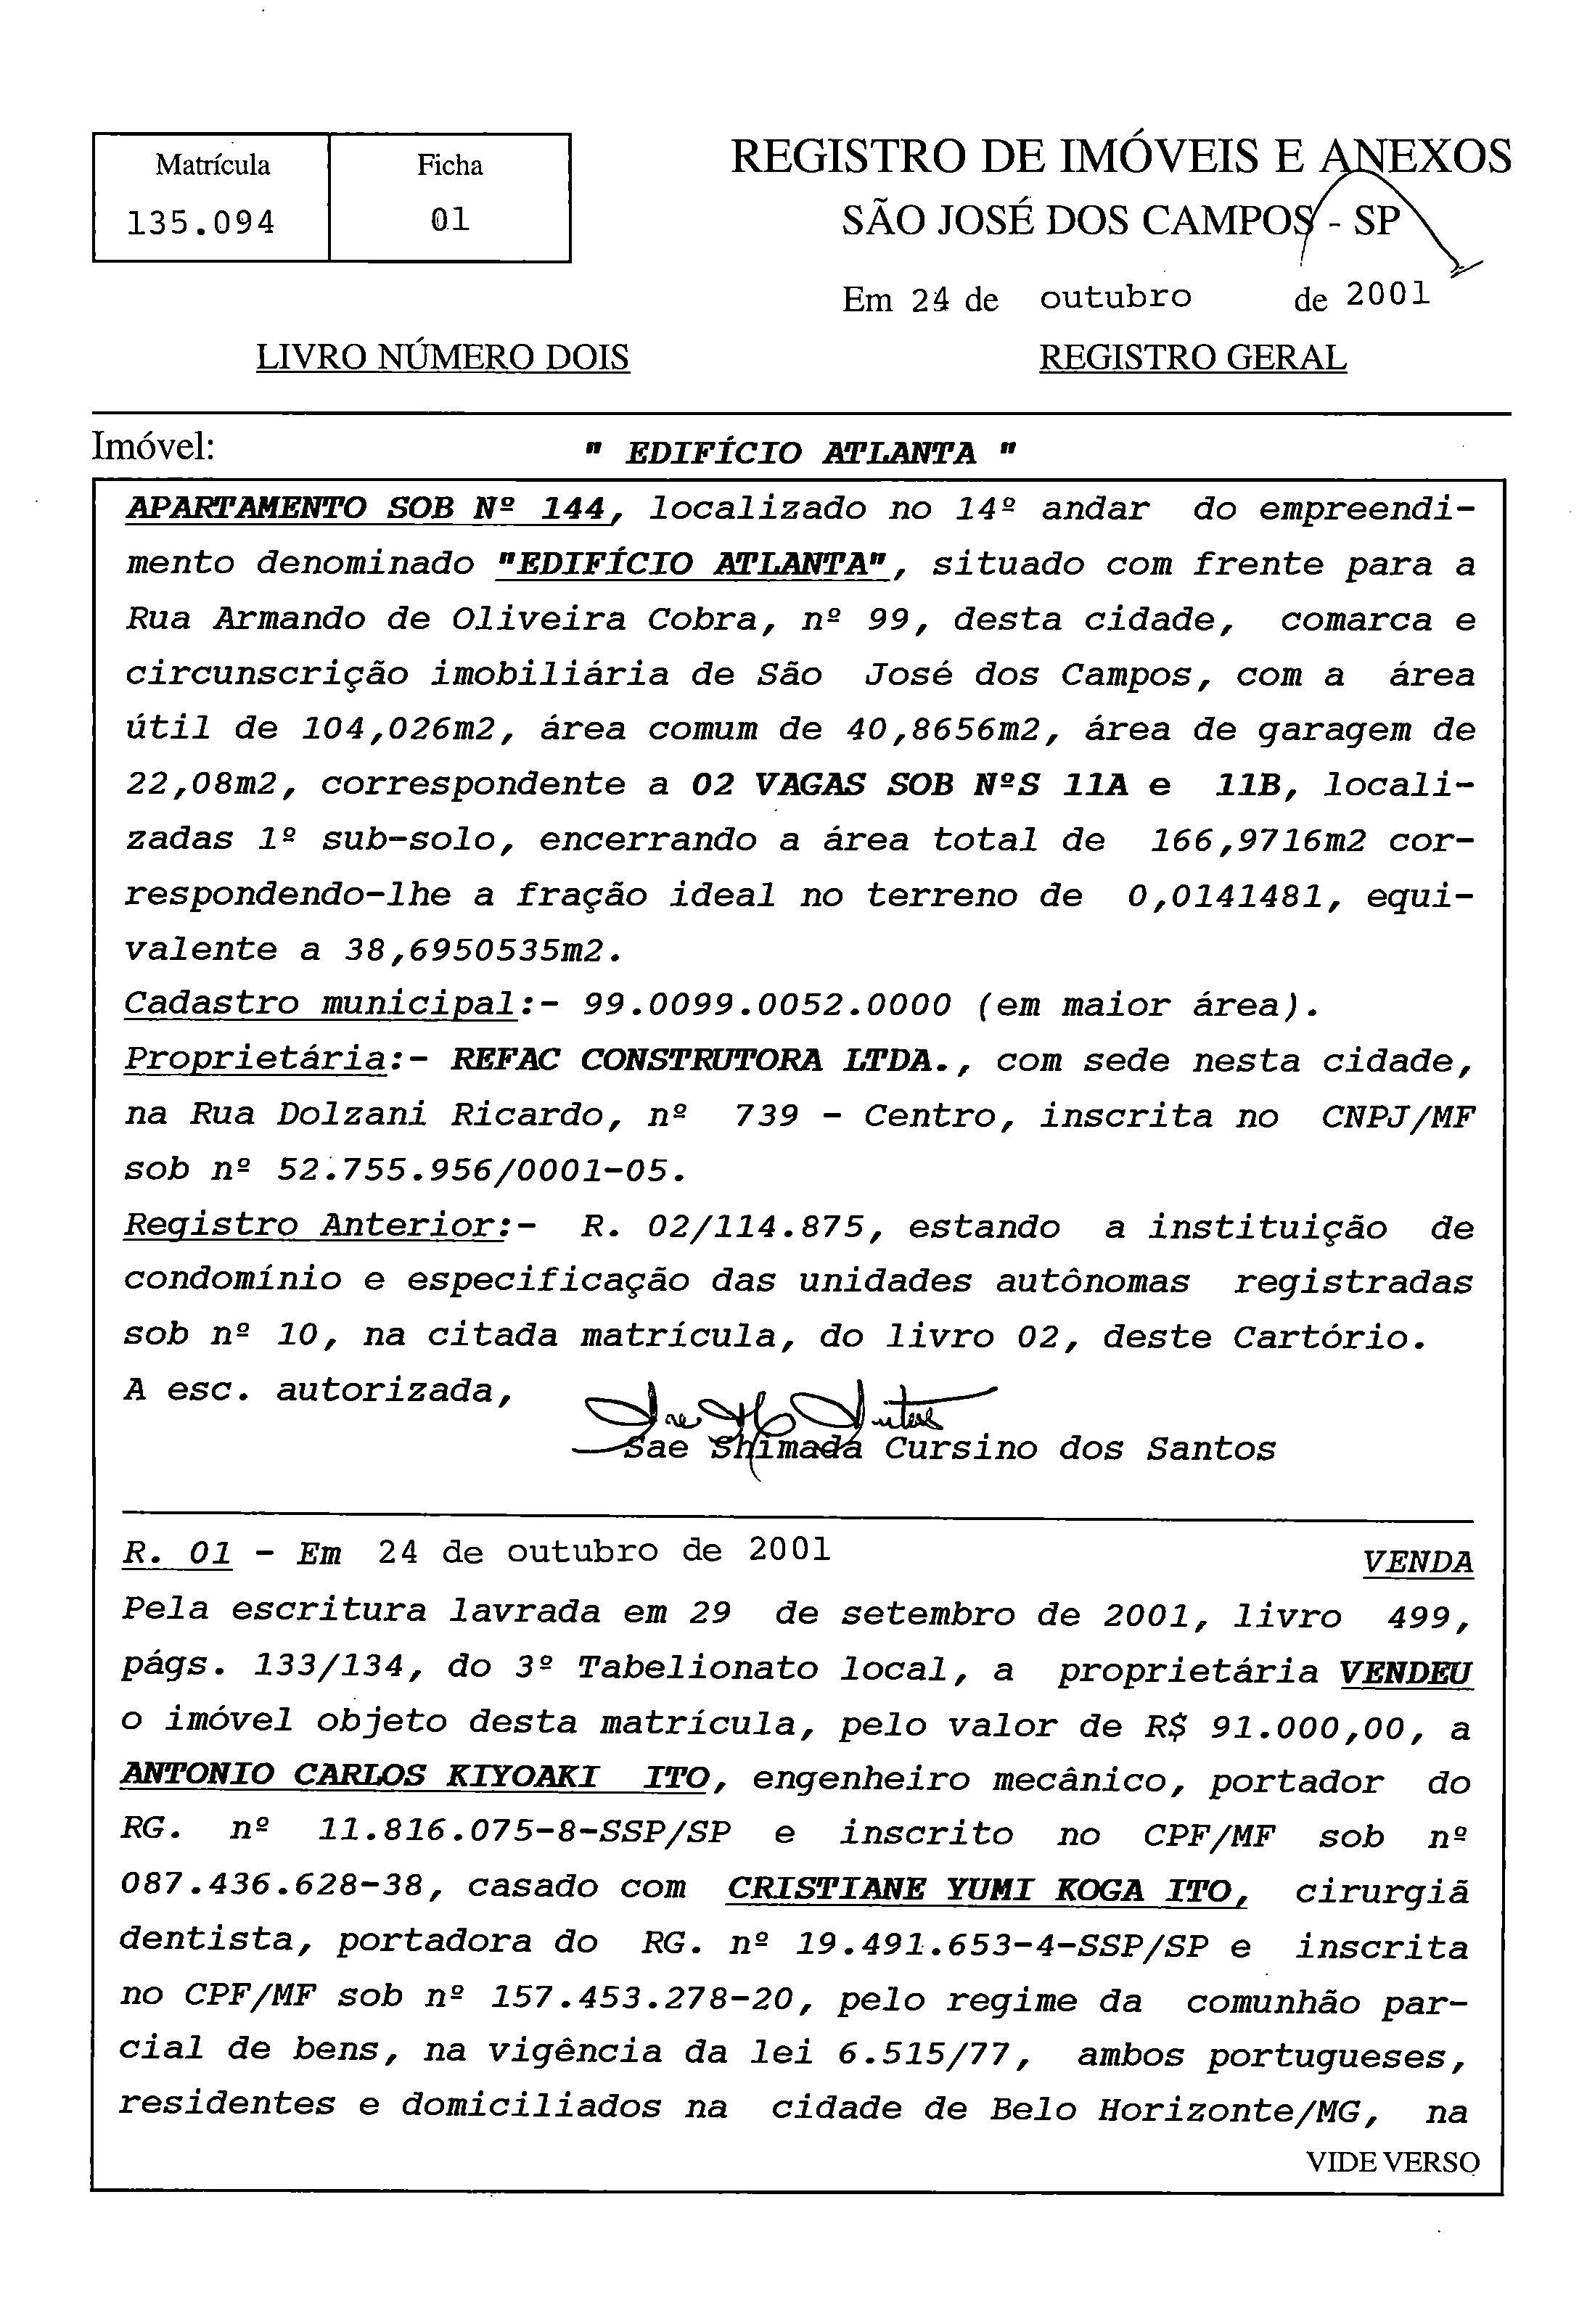 Matrícula
135.094
Ficha
01
REGISTRO DE IMÓVEIS E ANEXOS
SÃO JOSÉ DOS CAMPOS - SP
Em 24 de outubro de 2001
LIVRO NÚMERO DOIS
REGISTRO GERAL
Imóvel: " EDIFÍCIO ATLANTA "
APARTAMENTO SOB Nº 144, localizado no 14º andar do empreendi-
mento denominado "EDIFÍCIO ATLANTA", situado com frente para a
Rua Armando de Oliveira Cobra, nº 99, desta cidade, comarca e
circunscrição imobiliária de São José dos Campos, com a área
útil de 104,026m2, área comum de 40,8656m2, área de garagem de
22,08m2, correspondente a 02 VAGAS SOB NºS 11A e 11B, locali-
zadas 1º sub-solo, encerrando a área total de 166,9716m2 cor-
respondendo-lhe a fração ideal no terreno de 0,0141481, equi-
valente a 38,6950535m2.
Cadastro municipal:- 99.0099.0052.0000 (em maior área).
Proprietária:- REFAC CONSTRUTORA LTDA., com sede nesta cidade,
na Rua Dolzani Ricardo, nº 739 - Centro, inscrita no CNPJ/MF
sob nº 52.755.956/0001-05.
Registro Anterior:- R. 02/114.875, estando a instituição de
condomínio e especificação das unidades autônomas registradas
sob nº 10, na citada matrícula, do livro 02, deste Cartório.
A esc. autorizada,
Sae Shimada Cursino dos Santos
R. 01 - Em 24 de outubro de 2001 VENDA
Pela escritura lavrada em 29 de setembro de 2001, livro 499,
págs. 133/134, do 3º Tabelionato local, a proprietária VENDEU
o imóvel objeto desta matrícula, pelo valor de R$ 91.000,00, a
ANTONIO CARLOS KIYOAKI ITO, engenheiro mecânico, portador do
RG. nº 11.816.075-8-SSP/SP e inscrito no CPF/MF sob nº
087.436.628-38, casado com CRISTIANE YUMI KOGA ITO, cirurgiã
dentista, portadora do RG. nº 19.491.653-4-SSP/SP e inscrita
no CPF/MF sob nº 157.453.278-20, pelo regime da comunhão par-
cial de bens, na vigência da lei 6.515/77, ambos portugueses,
residentes e domiciliados na cidade de Belo Horizonte/MG, na
VIDE VERSO